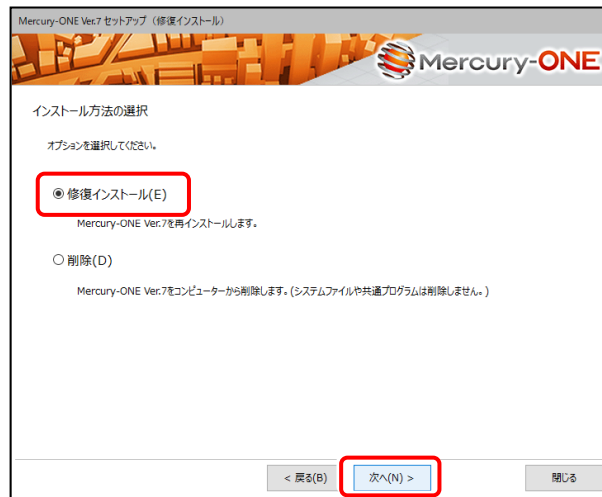 Mercury-ONE Ver.7 セットアップ（修復インストール）
Mercury-ONE
インストール方法の選択
オプションを選択してください。
修復インストール(E)
Mercury-ONE Ver.7を再インストールします。
削除(D)
Mercury-ONE Ver.7をコンピューターから削除します。(システムファイルや共通プログラムは削除しません。)
< 戻る(B) 次へ(N) > 閉じる